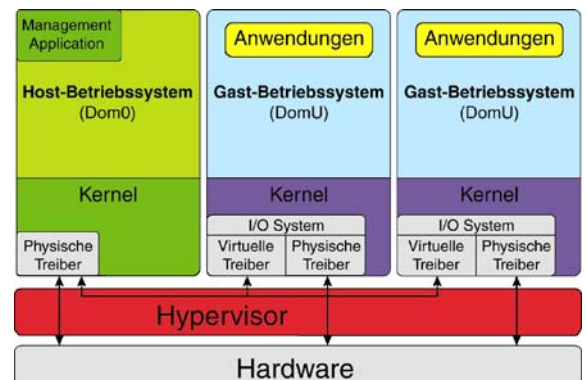 Management
Application
Host-Betriebssystem
(Dom0)
Kernel
Physische
Treiber
Anwendungen
Gast-Betriebssystem
(DomU)
Kernel
I/O System
Virtuelle
Treiber
Physische
Treiber
Anwendungen
Gast-Betriebssystem
(DomU)
Kernel
I/O System
Virtuelle
Treiber
Physische
Treiber
Hypervisor
Hardware